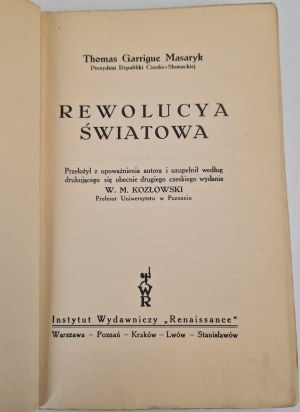 Thomas Garrigue Masaryk
Prezydent Republiki Czesko-Słowackiej
REWOLUCYA
ŚWIATOWA
Przełożył z upoważnienia autora i uzupełnił według
drukującego się obecnie drugiego czeskiego wydania
W. M. KOZŁOWSKI
Profesor Uniwersytetu w Poznaniu
W
R
Instytut Wydawniczy „Renaissance"
Warszawa – Poznań – Kraków – Lwów – Stanisławów